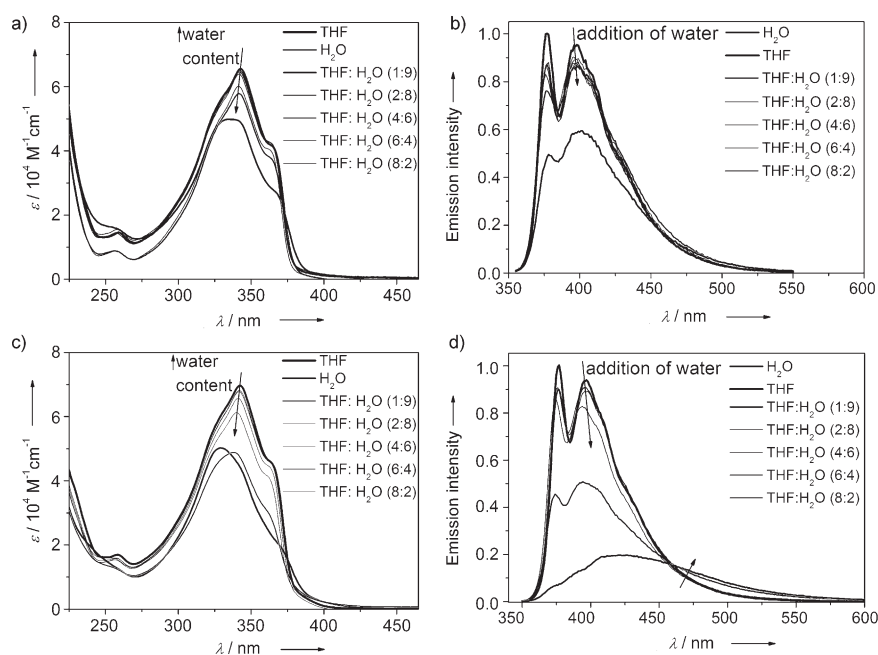 a)
↑water
content
THF
H₂O
THF: H₂O (1:9)
THF: H₂O (2:8)
THF: H₂O (4:6)
THF: H₂O (6:4)
THF: H₂O (8:2)
ε / 10⁴ M⁻¹cm⁻¹
8
6
4
2
0
250 300 350 400 450
λ / nm
b)
addition of water
H₂O
THF
THF:H₂O (1:9)
THF:H₂O (2:8)
THF:H₂O (4:6)
THF:H₂O (6:4)
THF:H₂O (8:2)
Emission intensity
1.0
0.8
0.6
0.4
0.2
0.0
350 400 450 500 550 600
λ / nm
c)
↑water
content
THF
H₂O
THF: H₂O (1:9)
THF: H₂O (2:8)
THF: H₂O (4:6)
THF: H₂O (6:4)
THF: H₂O (8:2)
ε / 10⁴ M⁻¹cm⁻¹
8
6
4
2
0
250 300 350 400 450
λ / nm
d)
addition of water
H₂O
THF
THF:H₂O (1:9)
THF:H₂O (2:8)
THF:H₂O (4:6)
THF:H₂O (6:4)
THF:H₂O (8:2)
Emission intensity
1.0
0.8
0.6
0.4
0.2
0.0
350 400 450 500 550 600
λ / nm